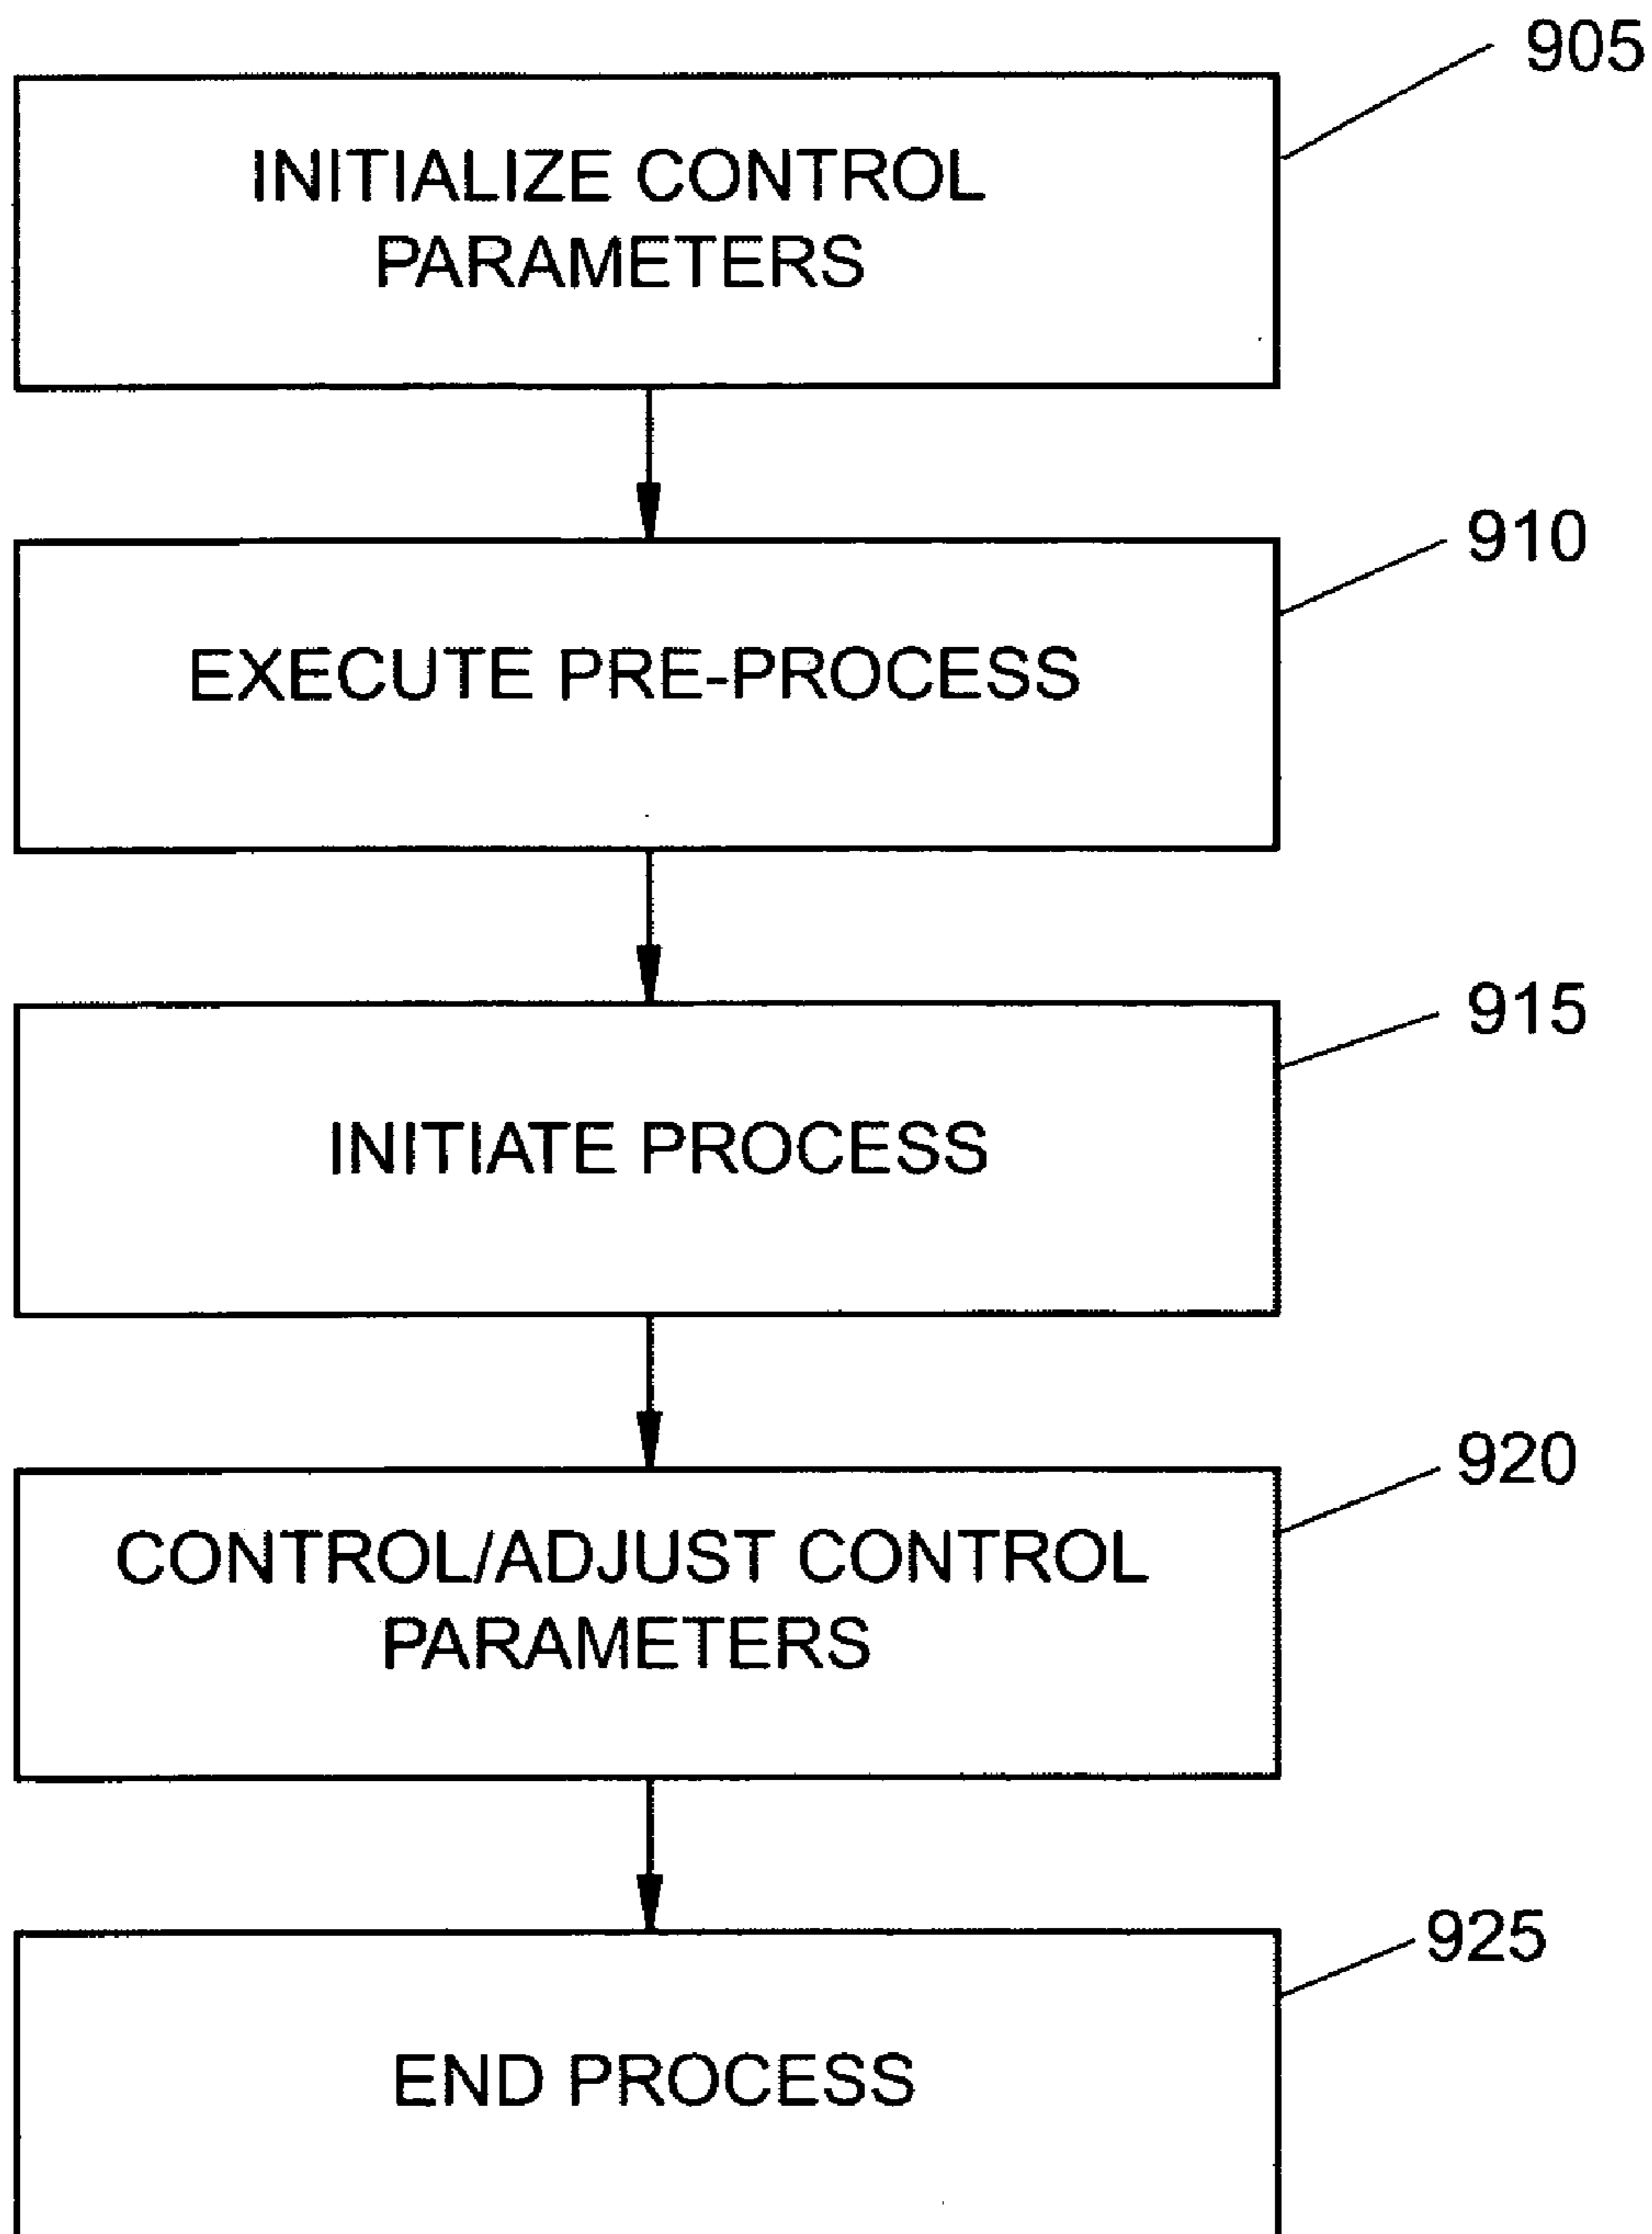 905
INITIALIZE CONTROL
PARAMETERS
910
EXECUTE PRE-PROCESS
915
INITIATE PROCESS
920
CONTROL/ADJUST CONTROL
PARAMETERS
925
END PROCESS